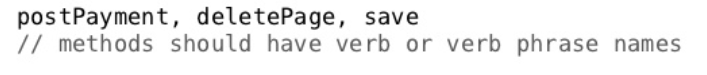 postPayment, deletePage, save
// methods should have verb or verb phrase names